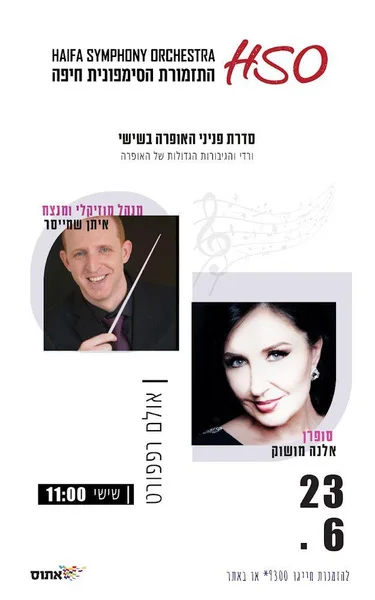 HAIFA SYMPHONY ORCHESTRA
התזמורת הסימפונית חיפה
HSO
סדרת פניני האופרה בשישי
ורדי והגיבורות הגדולות של האופרה
מנהל מוזיקלי ומנצח
איתן שמייסר
סופרן
אלנה מושוק
אולם רפפורט
שישי 11:00
23
. 6
להזמנות חייגו 9300* או באתר
אתוס